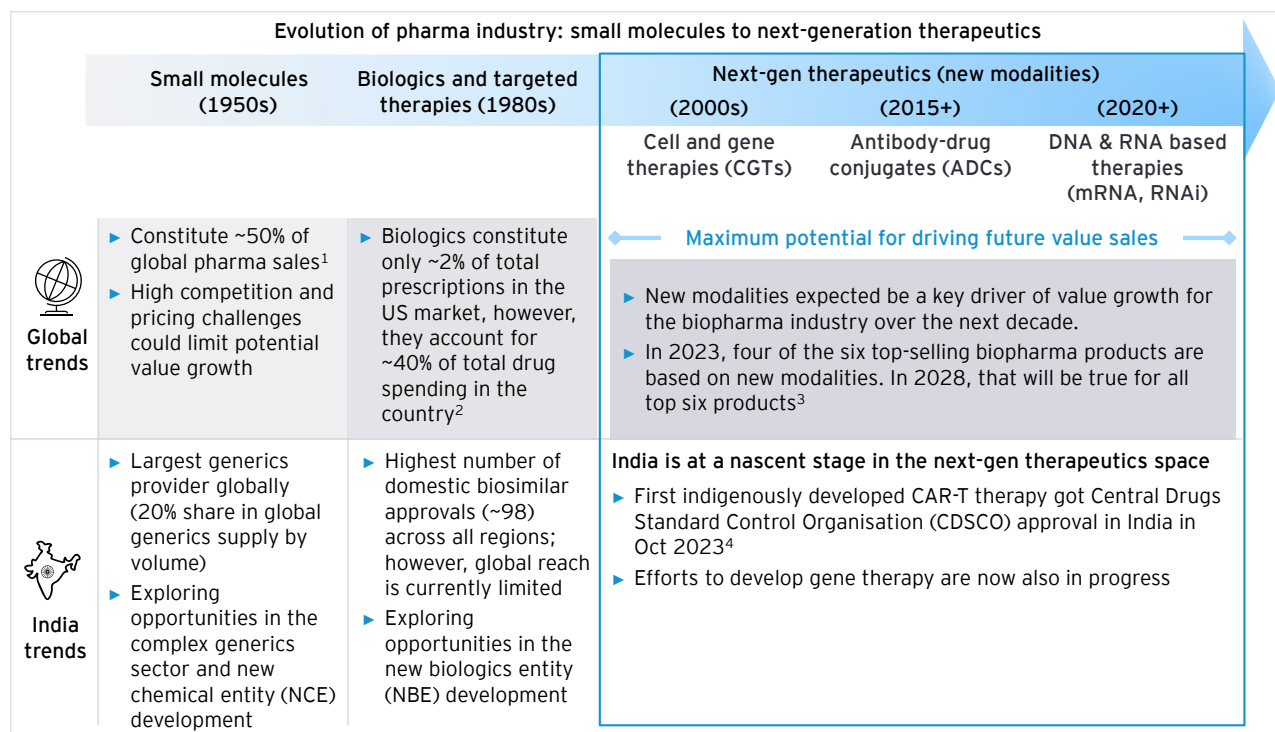 Evolution of pharma industry: small molecules to next-generation therapeutics
Small molecules
(1950s)
Biologics and targeted
therapies (1980s)
Next-gen therapeutics (new modalities)
(2000s)
(2015+)
(2020+)
Cell and gene
therapies (CGTs)
Antibody-drug
conjugates (ADCs)
DNA & RNA based
therapies
(mRNA, RNAi)
Global
trends
► Constitute ~50% of
global pharma sales¹
► High competition and
pricing challenges
could limit potential
value growth
► Biologics constitute
only ~2% of total
prescriptions in the
US market, however,
they account for
~40% of total drug
spending in the
country²
Maximum potential for driving future value sales
► New modalities expected be a key driver of value growth for
the biopharma industry over the next decade.
► In 2023, four of the six top-selling biopharma products are
based on new modalities. In 2028, that will be true for all
top six products³
India
trends
► Largest generics
provider globally
(20% share in global
generics supply by
volume)
► Exploring
opportunities in the
complex generics
sector and new
chemical entity (NCE)
development
► Highest number of
domestic biosimilar
approvals (~98)
across all regions;
however, global reach
is currently limited
► Exploring
opportunities in the
new biologics entity
(NBE) development
India is at a nascent stage in the next-gen therapeutics space
► First indigenously developed CAR-T therapy got Central Drugs
Standard Control Organisation (CDSCO) approval in India in
Oct 2023⁴
► Efforts to develop gene therapy are now also in progress